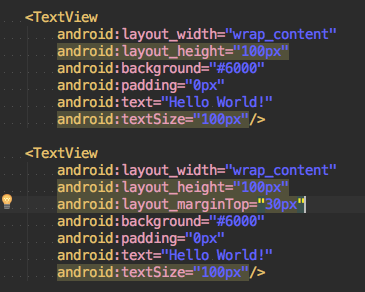 <TextView
android:layout_width="wrap_content"
android:layout_height="100px"
android:background="#6000"
android:padding="0px"
android:text="Hello World!"
android:textSize="100px"/>
<TextView
android:layout_width="wrap_content"
android:layout_height="100px"
android:layout_marginTop="30px"
android:background="#6000"
android:padding="0px"
android:text="Hello World!"
android:textSize="100px"/>